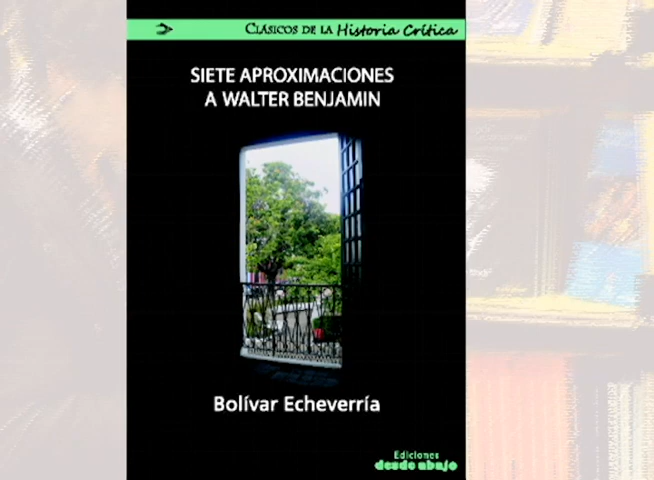 CLÁSICOS DE LA Historia Crítica
SIETE APROXIMACIONES
A WALTER BENJAMIN
Bolívar Echeverría
Ediciones
desde abajo